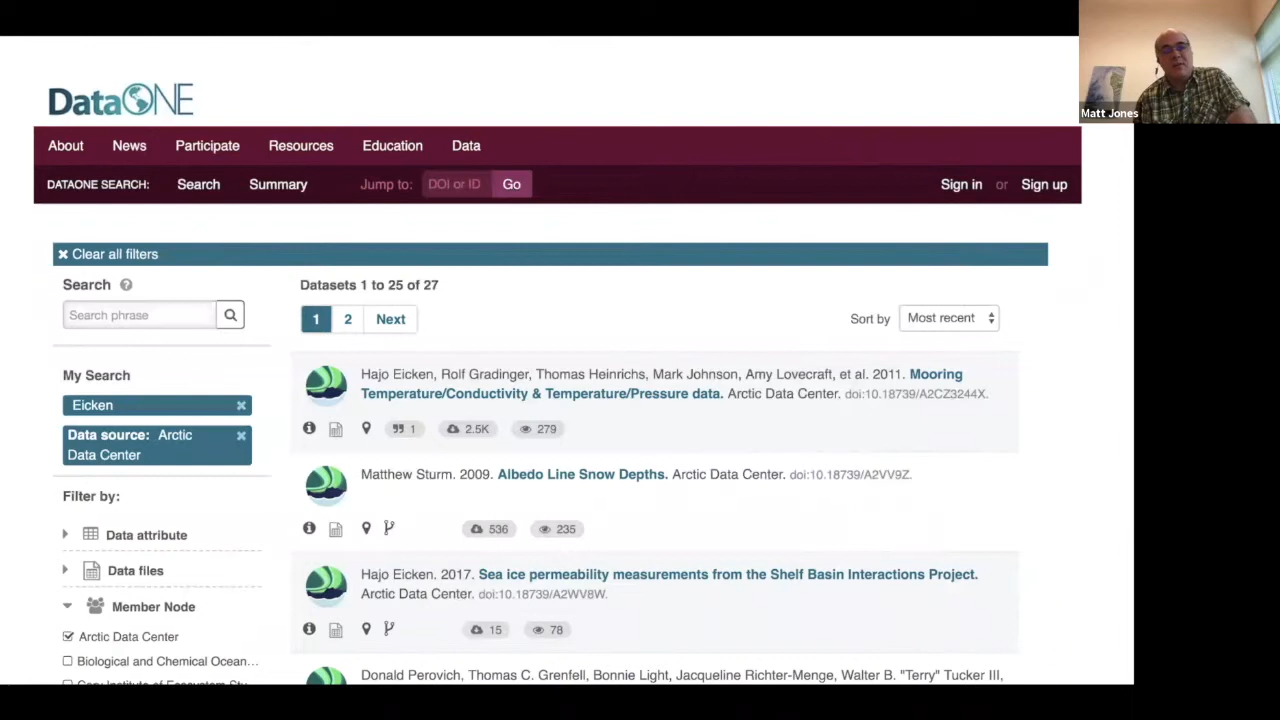 Matt Jones
DataONE
About News Participate Resources Education Data
DATAONE SEARCH: Search Summary Jump to: DOI or ID Go Sign in or Sign up
Clear all filters
Search
Search phrase
My Search
Eicken
Data source: Arctic
Data Center
Filter by:
Data attribute
Data files
Member Node
Arctic Data Center
Biological and Chemical Ocean...
Datasets 1 to 25 of 27
1 2 Next
Sort by Most recent
Hajo Eicken, Rolf Gradinger, Thomas Heinrichs, Mark Johnson, Amy Lovecraft, et al. 2011. Mooring
Temperature/Conductivity & Temperature/Pressure data. Arctic Data Center. doi:10.18739/A2CZ3244X.
1 2.5K 279
Matthew Sturm. 2009. Albedo Line Snow Depths. Arctic Data Center. doi:10.18739/A2VV9Z.
536 235
Hajo Eicken. 2017. Sea ice permeability measurements from the Shelf Basin Interactions Project.
Arctic Data Center. doi:10.18739/A2WV8W.
15 78
Donald Perovich, Thomas C. Grenfell, Bonnie Light, Jacqueline Richter-Menge, Walter B. "Terry" Tucker III,